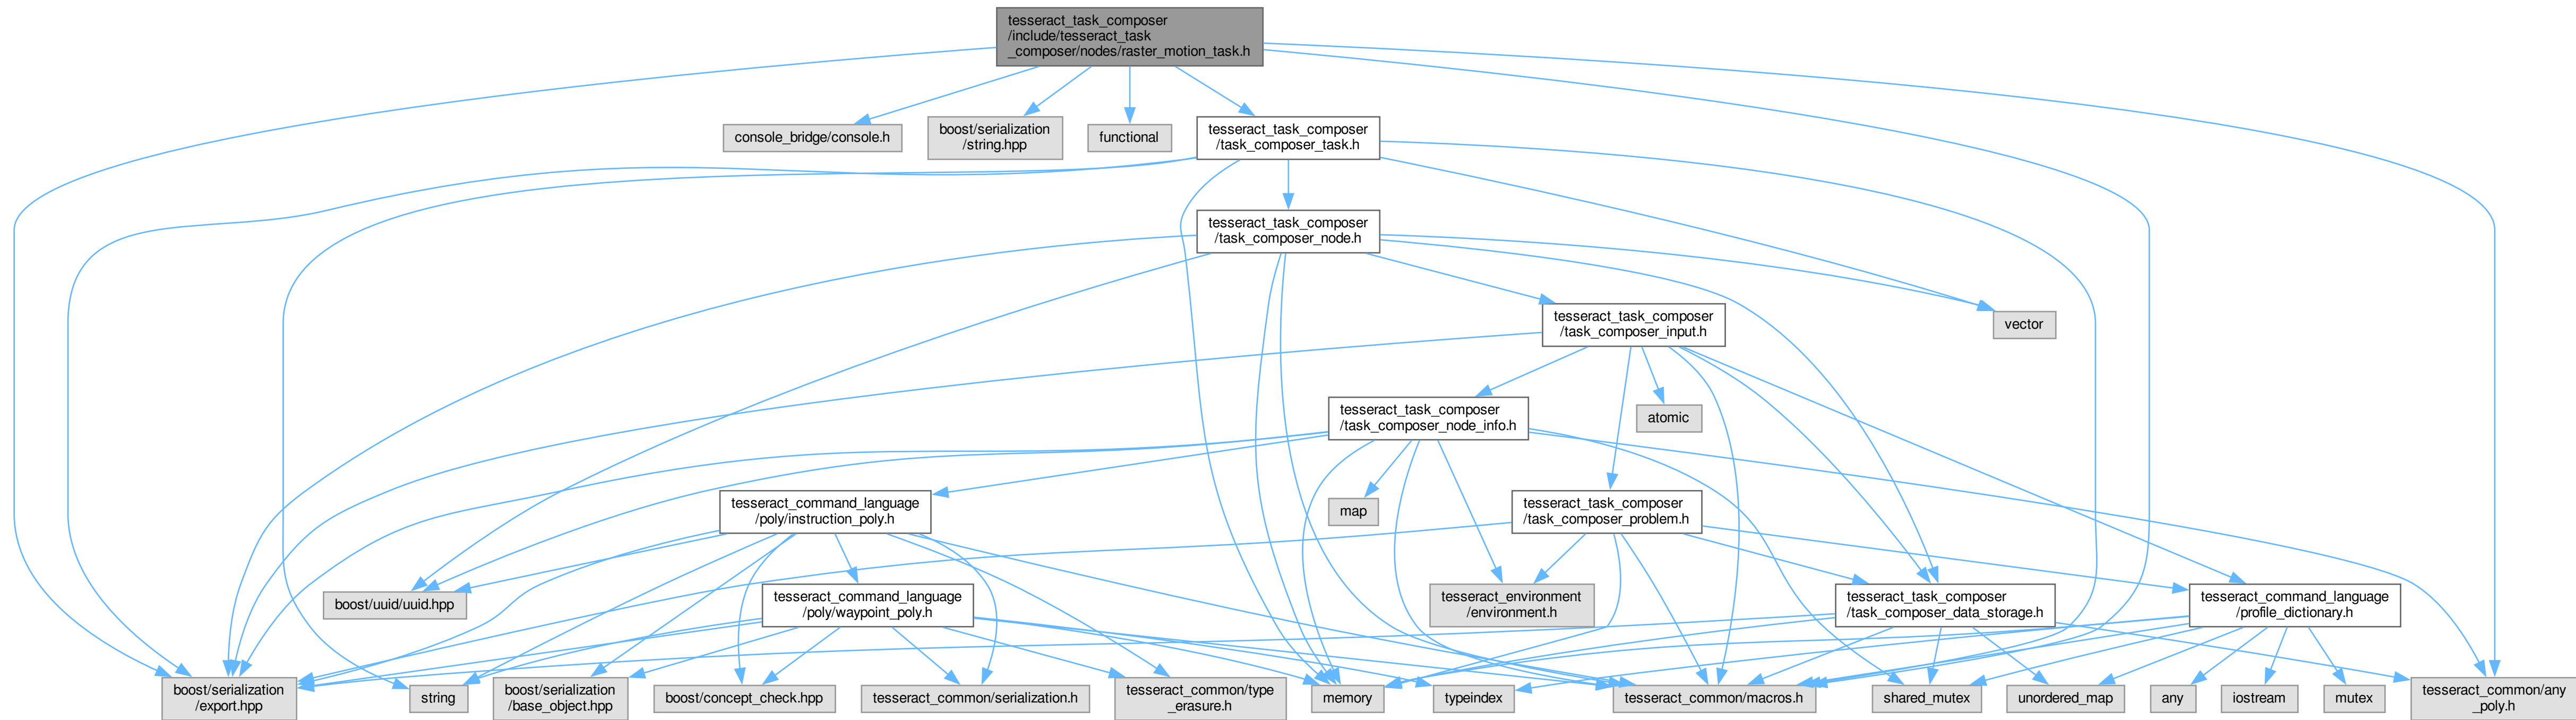 tesseract_task_composer
/include/tesseract_task
_composer/nodes/raster_motion_task.h
console_bridge/console.h
boost/serialization
/string.hpp
functional
tesseract_task_composer
/task_composer_task.h
tesseract_task_composer
/task_composer_node.h
tesseract_task_composer
/task_composer_input.h
vector
tesseract_task_composer
/task_composer_node_info.h
atomic
tesseract_command_language
/poly/instruction_poly.h
map
tesseract_task_composer
/task_composer_problem.h
boost/uuid/uuid.hpp
tesseract_command_language
/poly/waypoint_poly.h
tesseract_environment
/environment.h
tesseract_task_composer
/task_composer_data_storage.h
tesseract_command_language
/profile_dictionary.h
boost/serialization
/export.hpp
string
boost/serialization
/base_object.hpp
boost/concept_check.hpp
tesseract_common/serialization.h
tesseract_common/type
_erasure.h
memory
typeindex
tesseract_common/macros.h
shared_mutex
unordered_map
any
iostream
mutex
tesseract_common/any
_poly.h